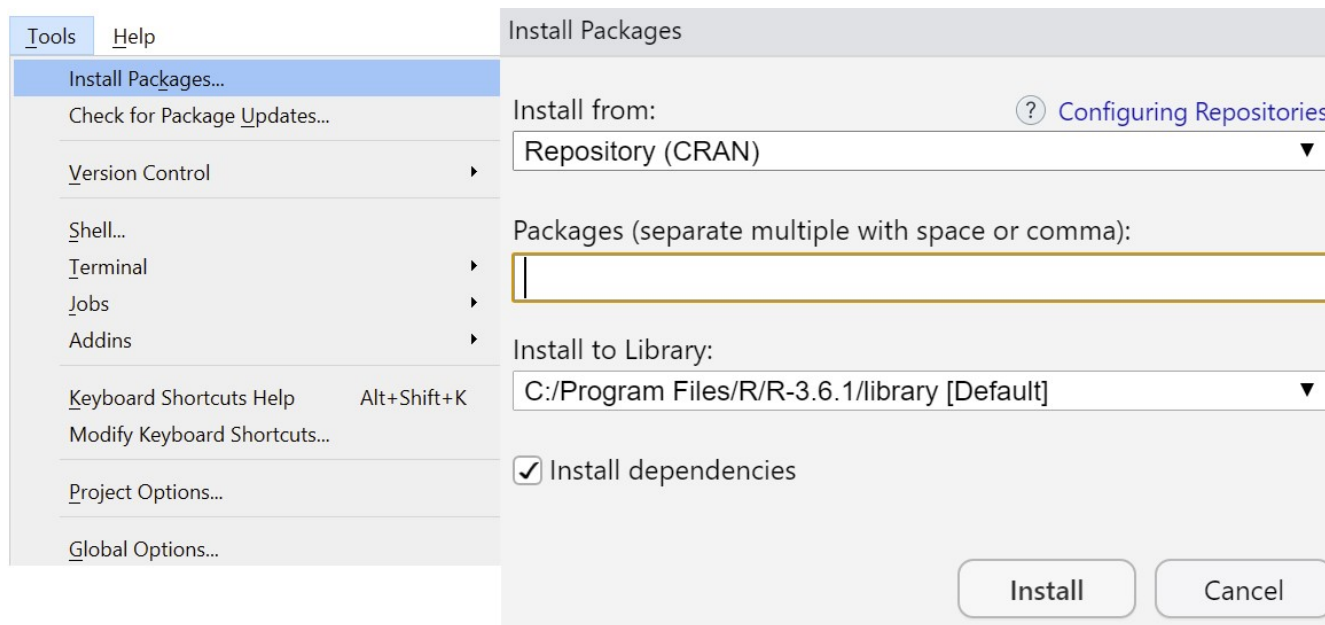 Tools Help
Install Packages...
Check for Package Updates...
Version Control
Shell...
Terminal
Jobs
Addins
Keyboard Shortcuts Help Alt+Shift+K
Modify Keyboard Shortcuts...
Project Options...
Global Options...
Install Packages
Install from:
? Configuring Repositories
Repository (CRAN)
Packages (separate multiple with space or comma):
Install to Library:
C:/Program Files/R/R-3.6.1/library [Default]
Install dependencies
Install Cancel